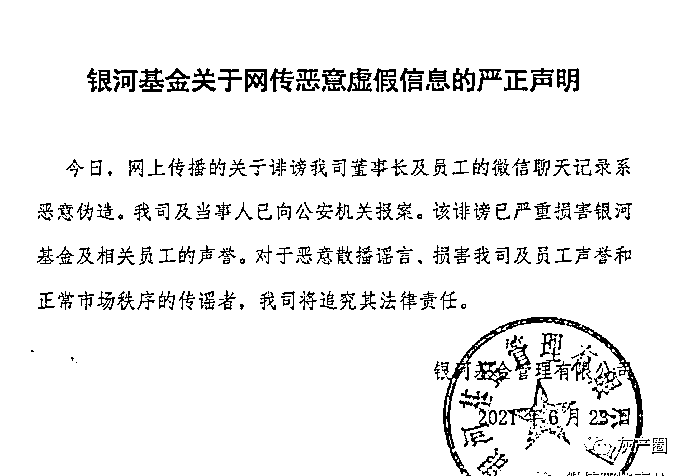 银河基金关于网传恶意虚假信息的严正声明
今日，网上传播的关于诽谤我司董事长及员工的微信聊天记录系
恶意伪造。我司及当事人已向公安机关报案。该诽谤已严重损害银河
基金及相关员工的声誉。对于恶意散播谣言、损害我司及员工声誉和
正常市场秩序的传谣者，我司将追究其法律责任。
银河基金管理有限公司
2021年6月23日
银河基金管理有限
灰产圈